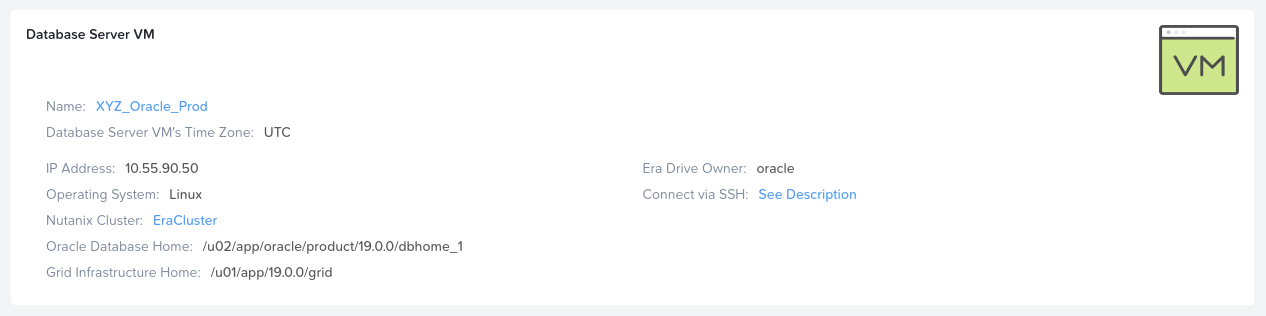 Database Server VM
VM
Name: XYZ_Oracle_Prod
Database Server VM's Time Zone: UTC
IP Address: 10.55.90.50
Era Drive Owner: oracle
Operating System: Linux
Connect via SSH: See Description
Nutanix Cluster: EraCluster
Oracle Database Home: /u02/app/oracle/product/19.0.0/dbhome_1
Grid Infrastructure Home: /u01/app/19.0.0/grid